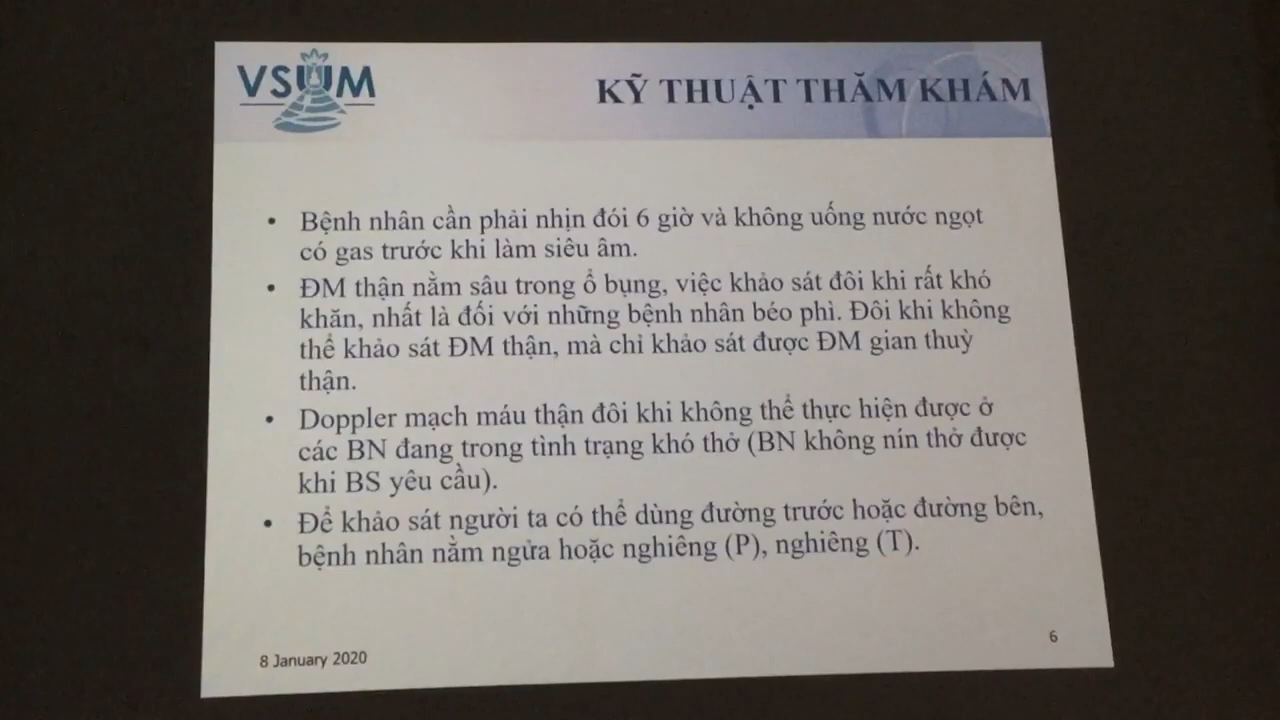 VSUM
KỸ THUẬT THĂM KHÁM
• Bệnh nhân cần phải nhịn đói 6 giờ và không uống nước ngọt
có gas trước khi làm siêu âm.
• ĐM thận nằm sâu trong ổ bụng, việc khảo sát đôi khi rất khó
khăn, nhất là đối với những bệnh nhân béo phì. Đôi khi không
thể khảo sát ĐM thận, mà chỉ khảo sát được ĐM gian thuỳ
thận.
• Doppler mạch máu thận đôi khi không thể thực hiện được ở
các BN đang trong tình trạng khó thở (BN không nín thở được
khi BS yêu cầu).
• Để khảo sát người ta có thể dùng đường trước hoặc đường bên,
bệnh nhân nằm ngửa hoặc nghiêng (P), nghiêng (T).
8 January 2020
6